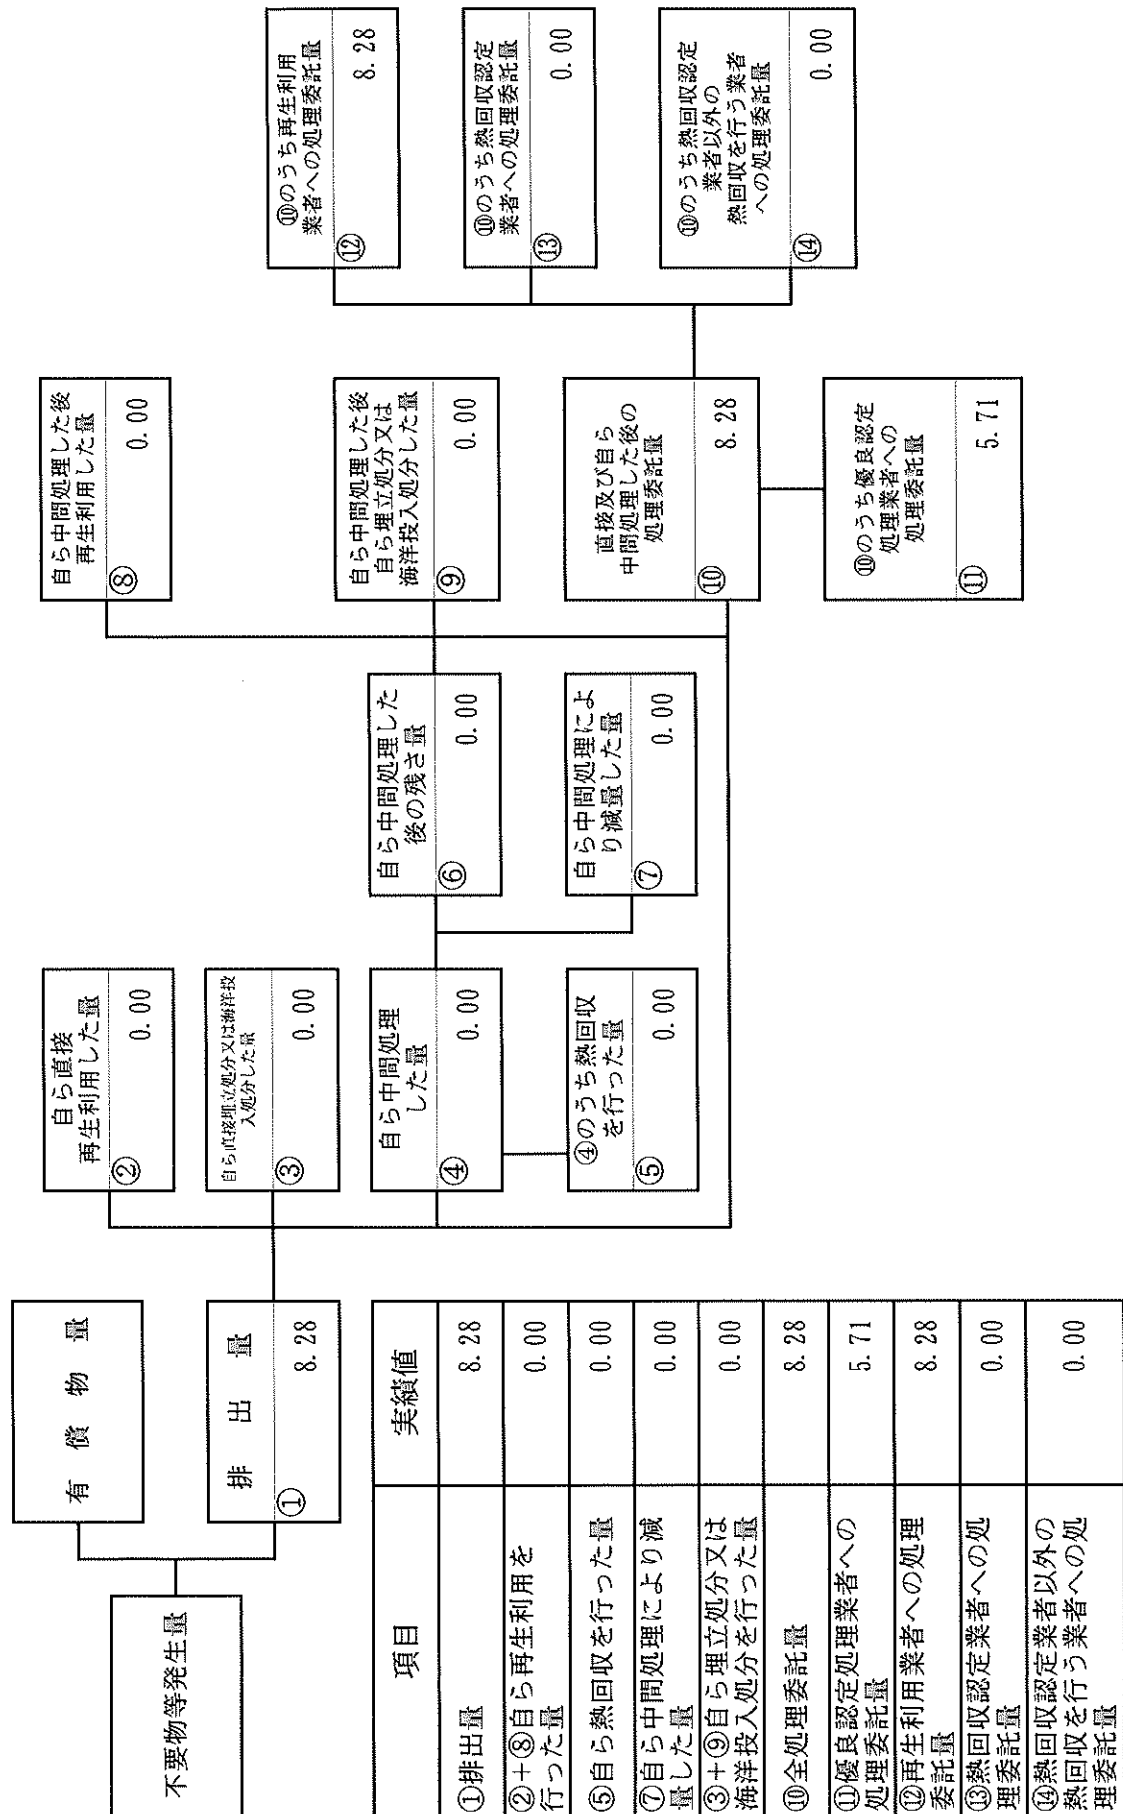 不要物等発生量
有償物量
排出量
① 8.28
自ら直接
再生利用した量
② 0.00
自ら直接埋立処分又は海洋投
入処分した量
③ 0.00
自ら中間処理
した量
④ 0.00
④のうち熱回収
を行った量
⑤ 0.00
自ら中間処理した
後の残さ量
⑥ 0.00
自ら中間処理によ
り減量した量
⑦ 0.00
自ら中間処理した後
再生利用した量
⑧ 0.00
自ら中間処理した後
自ら埋立処分又は
海洋投入処分した量
⑨ 0.00
直接及び自ら
中間処理した後の
処理委託量
⑩ 8.28
⑩のうち優良認定
処理業者への
処理委託量
⑪ 5.71
⑩のうち再生利用
業者への処理委託量
⑫ 8.28
⑩のうち熱回収認定
業者への処理委託量
⑬ 0.00
⑩のうち熱回収認定
業者以外の
熱回収を行う業者
への処理委託量
⑭ 0.00
項目 実績値
①排出量 8.28
②+⑧自ら再生利用を
行った量 0.00
⑤自ら熱回収を行った量 0.00
⑦自ら中間処理により減
量した量 0.00
③+⑨自ら埋立処分又は
海洋投入処分を行った量 0.00
⑩全処理委託量 8.28
⑪優良認定処理業者への
処理委託量 5.71
⑫再生利用業者への処理
委託量 8.28
⑬熱回収認定業者への処
理委託量 0.00
⑭熱回収認定業者以外の
熱回収を行う業者への処
理委託量 0.00